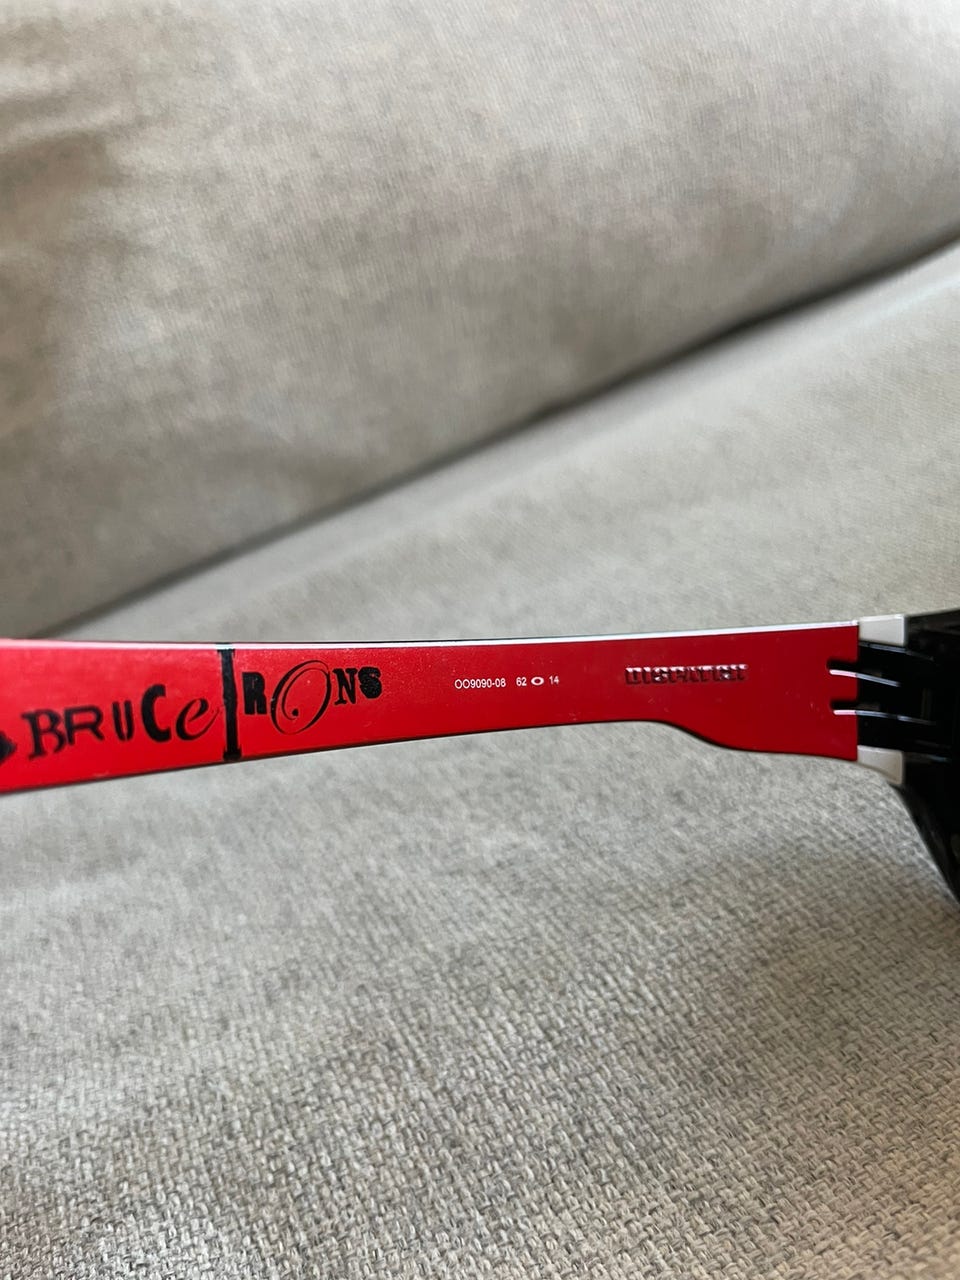 BRUCe IRONS
OO9090-08 62 O 14
DISPATCH